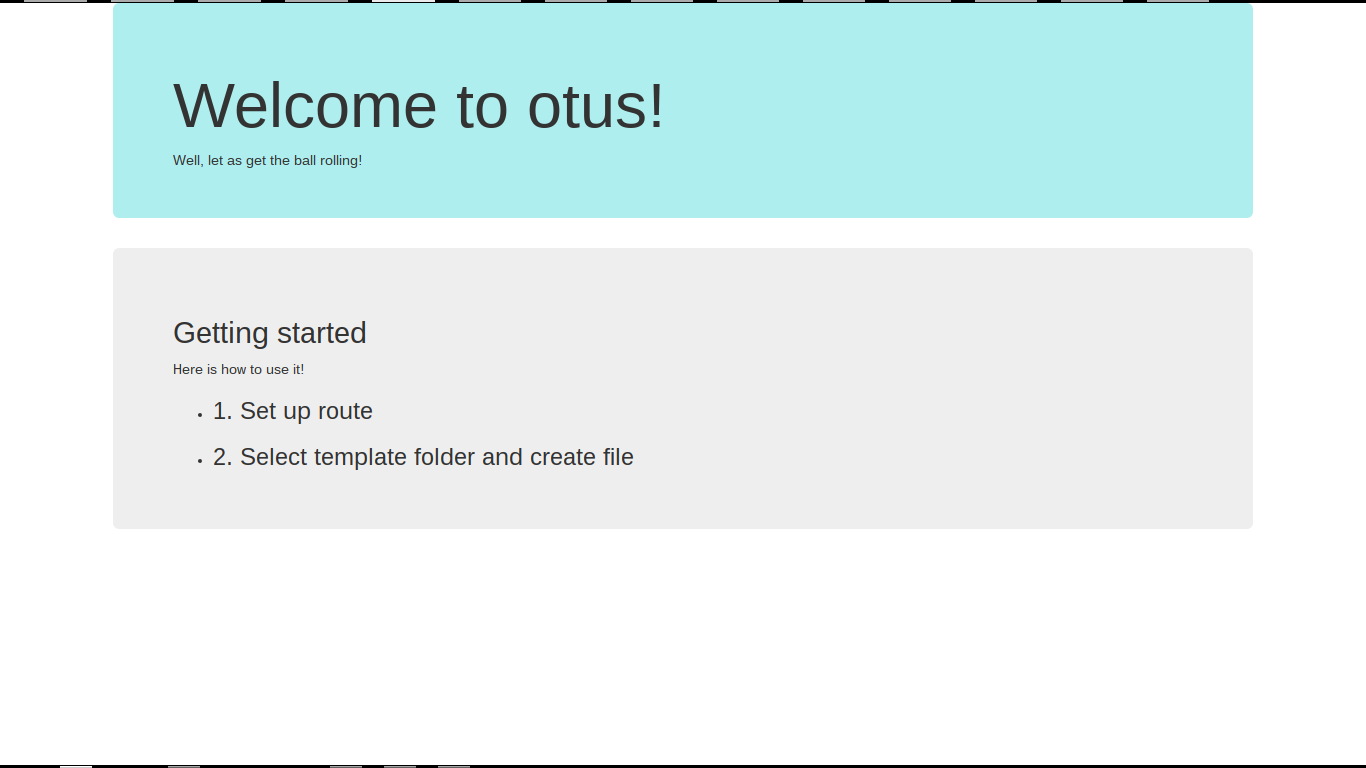 Welcome to otus!
Well, let as get the ball rolling!
Getting started
Here is how to use it!
1. Set up route
2. Select template folder and create file